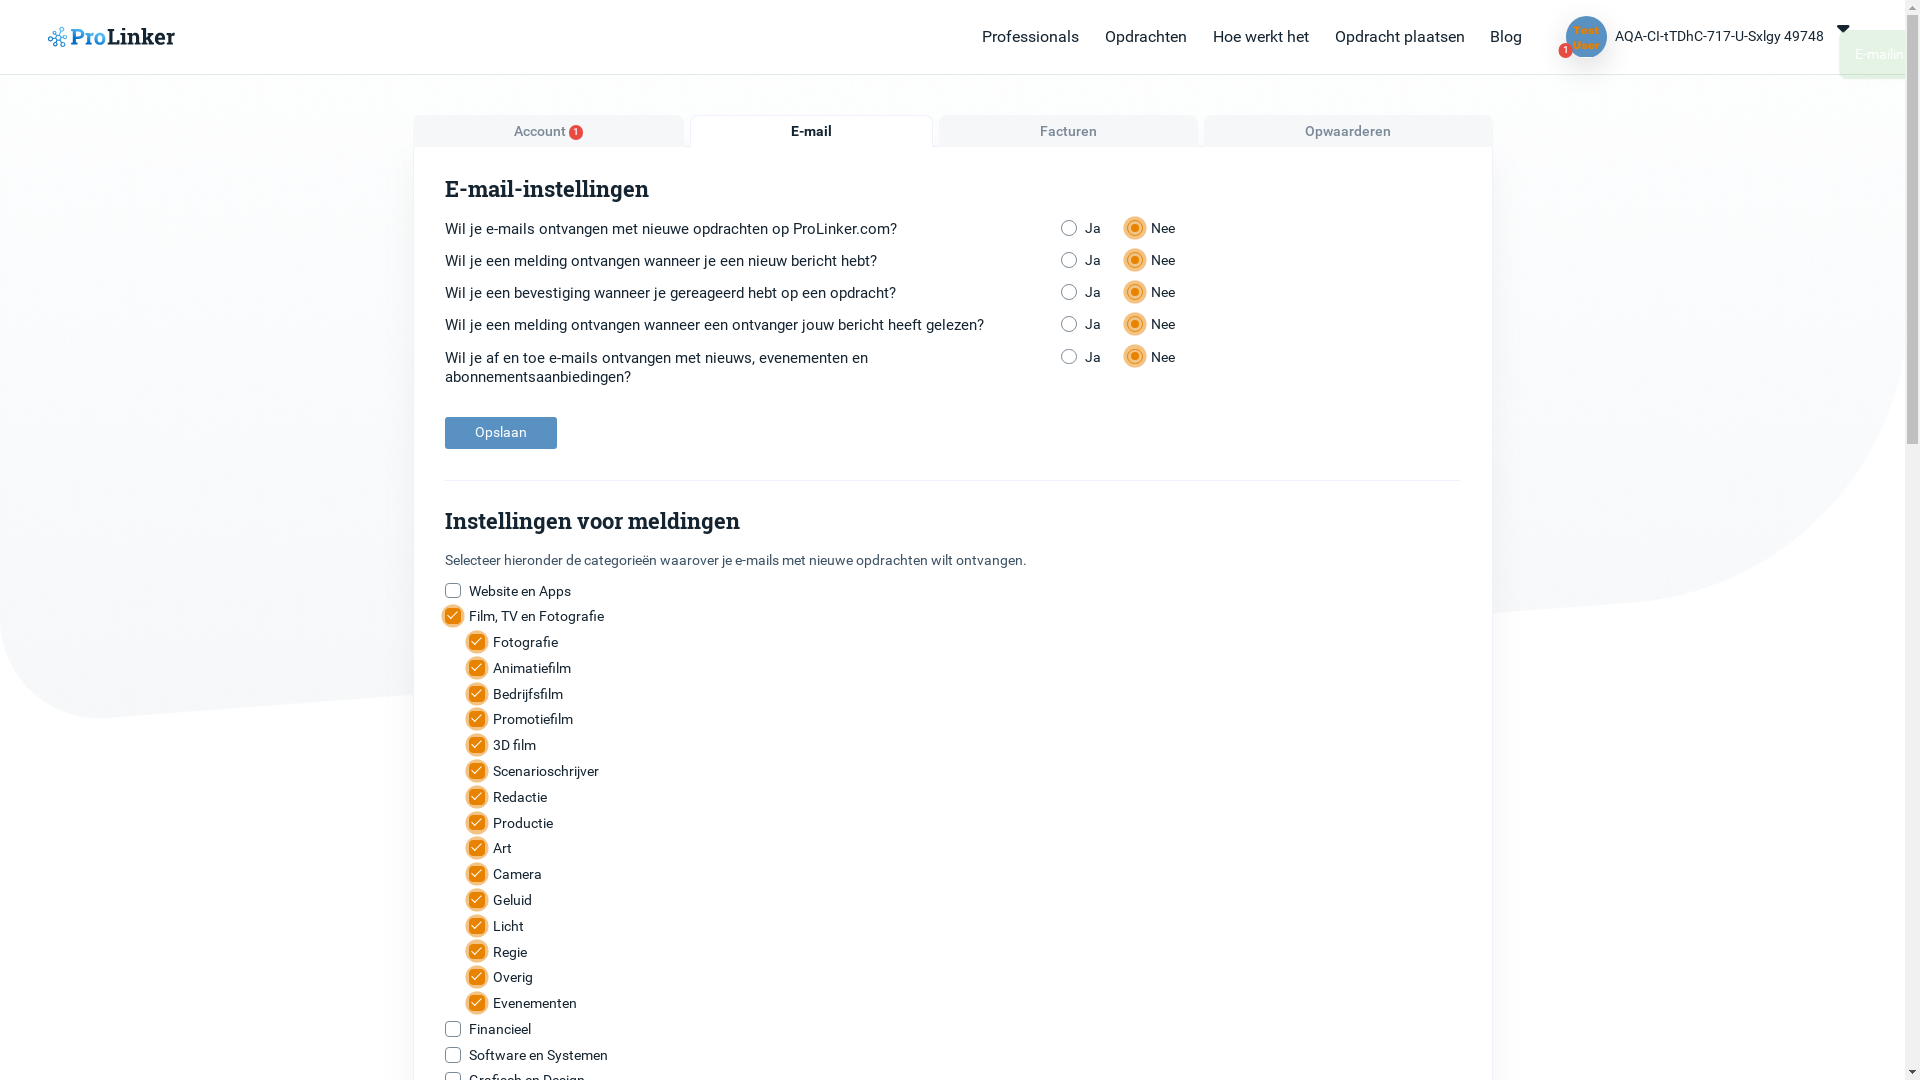 ProLinker
Professionals Opdrachten Hoe werkt het Opdracht plaatsen Blog
Test User
1
AQA-CI-tTDhC-717-U-Sxlgy 49748
E-mailin
Account 1 E-mail Facturen Opwaarderen
E-mail-instellingen
Wil je e-mails ontvangen met nieuwe opdrachten op ProLinker.com? Ja Nee
Wil je een melding ontvangen wanneer je een nieuw bericht hebt? Ja Nee
Wil je een bevestiging wanneer je gereageerd hebt op een opdracht? Ja Nee
Wil je een melding ontvangen wanneer een ontvanger jouw bericht heeft gelezen? Ja Nee
Wil je af en toe e-mails ontvangen met nieuws, evenementen en Ja Nee
abonnementsaanbiedingen?
Opslaan
Instellingen voor meldingen
Selecteer hieronder de categorieën waarover je e-mails met nieuwe opdrachten wilt ontvangen.
Website en Apps
Film, TV en Fotografie
Fotografie
Animatiefilm
Bedrijfsfilm
Promotiefilm
3D film
Scenarioschrijver
Redactie
Productie
Art
Camera
Geluid
Licht
Regie
Overig
Evenementen
Financieel
Software en Systemen
Grafisch en Design